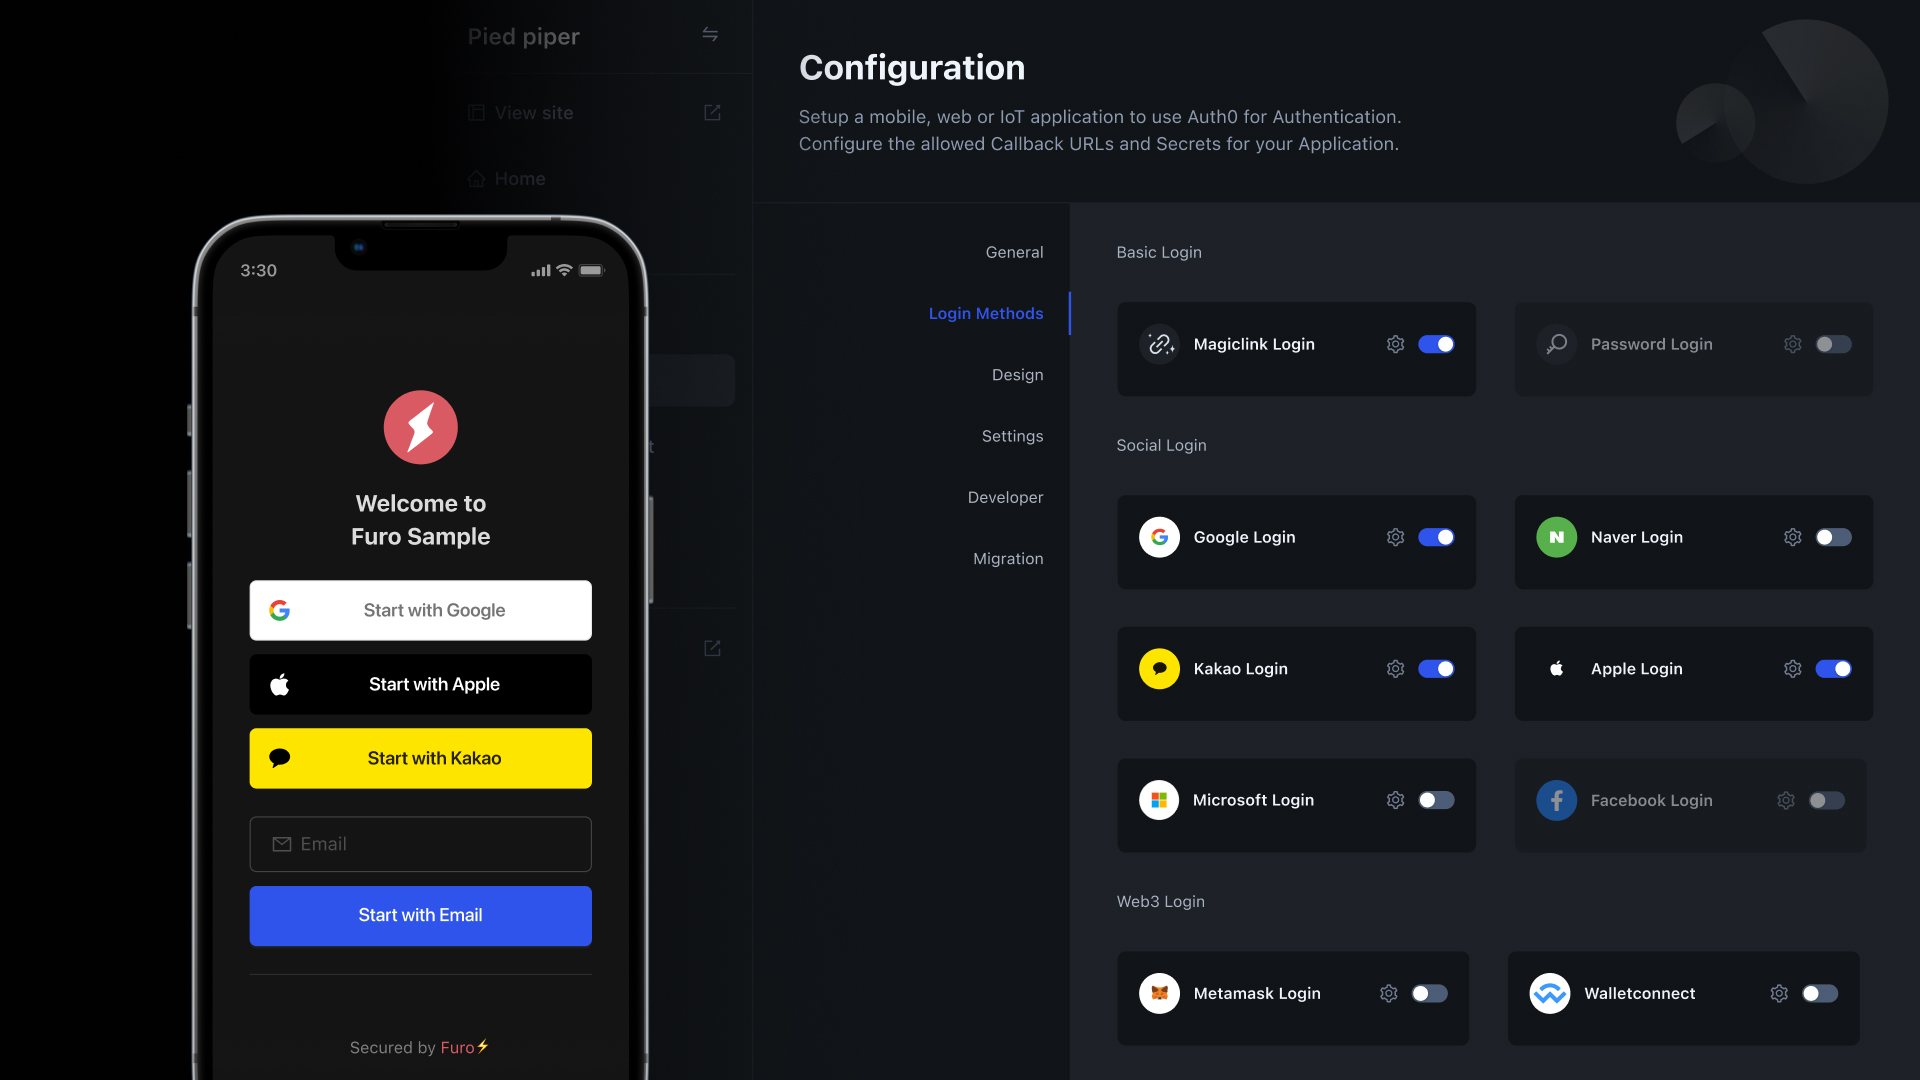 Pied piper
View site
Home
Configuration
Setup a mobile, web or IoT application to use Auth0 for Authentication.
Configure the allowed Callback URLs and Secrets for your Application.
General
Login Methods
Design
Settings
Developer
Migration
Basic Login
Magiclink Login
Password Login
Social Login
Google Login
Naver Login
Kakao Login
Apple Login
Microsoft Login
Facebook Login
Web3 Login
Metamask Login
Walletconnect
3:30
Welcome to
Furo Sample
Start with Google
Start with Apple
Start with Kakao
Email
Start with Email
Secured by Furo⚡